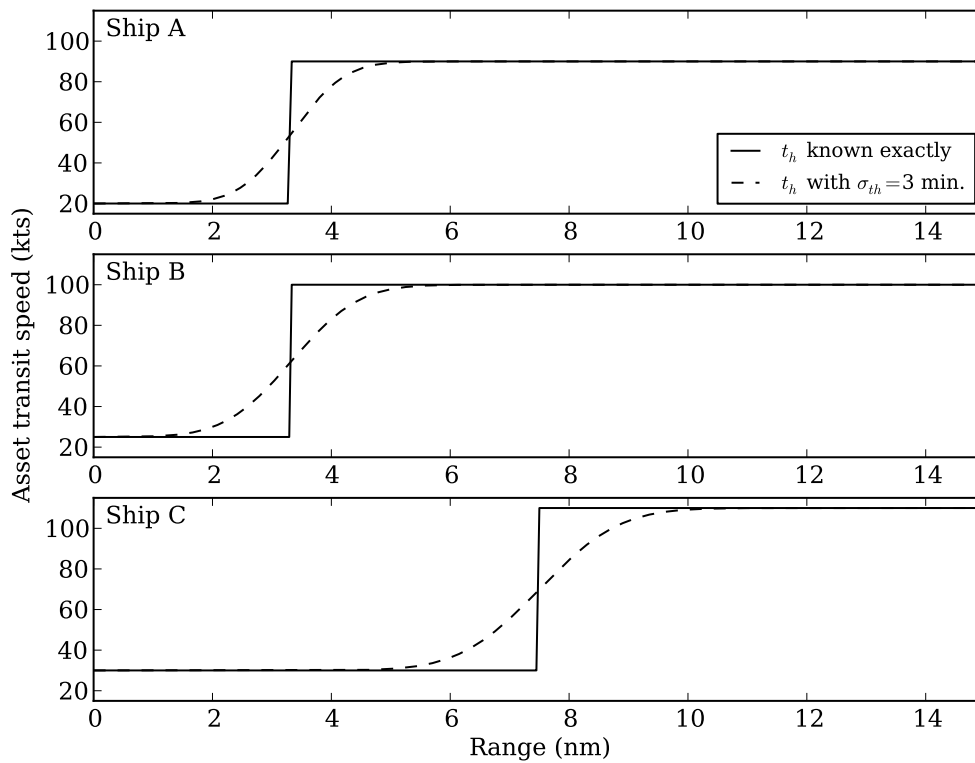 Asset transit speed (kts)
Ship A
100
80
60
40
20
t_h known exactly
t_h with σ_th=3 min.
0 2 4 6 8 10 12 14
Ship B
100
80
60
40
20
0 2 4 6 8 10 12 14
Ship C
100
80
60
40
20
0 2 4 6 8 10 12 14
Range (nm)